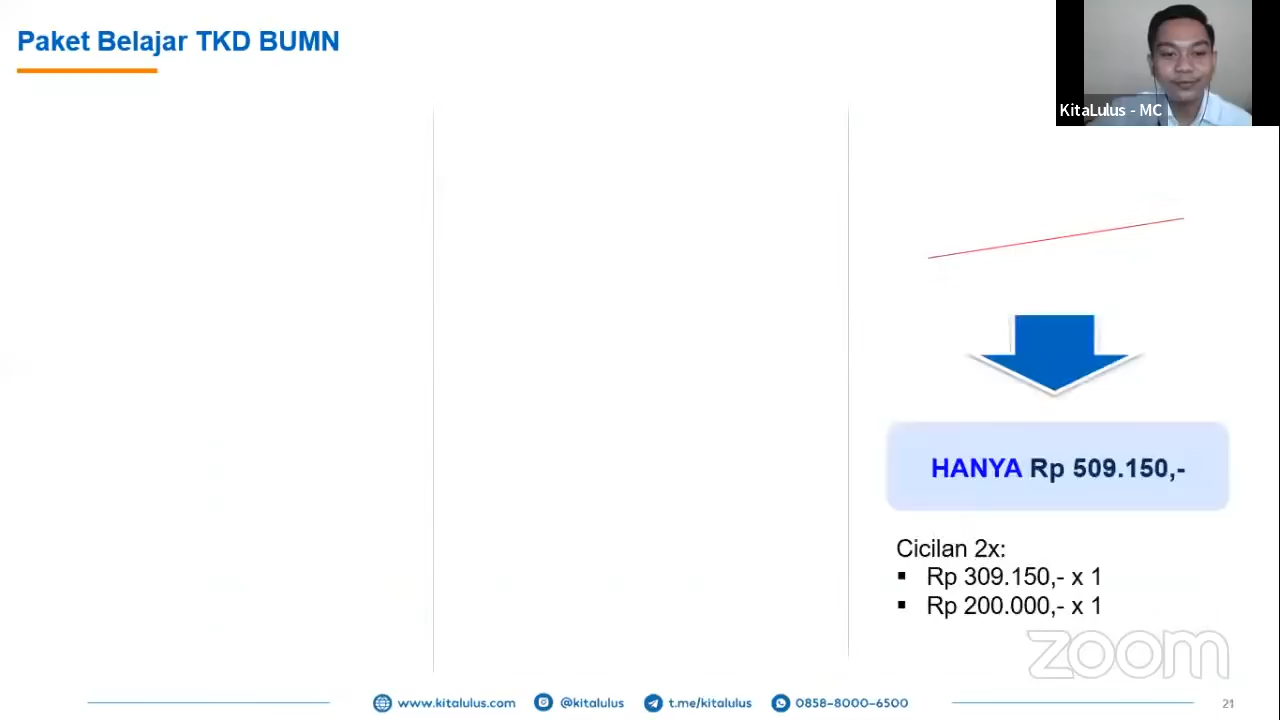 Paket Belajar TKD BUMN
KitaLulus - MC
HANYA Rp 509.150,-
Cicilan 2x:
▪ Rp 309.150,- x 1
▪ Rp 200.000,- x 1
zoom
www.kitalulus.com @kitalulus t.me/kitalulus 0858-8000-6500 21